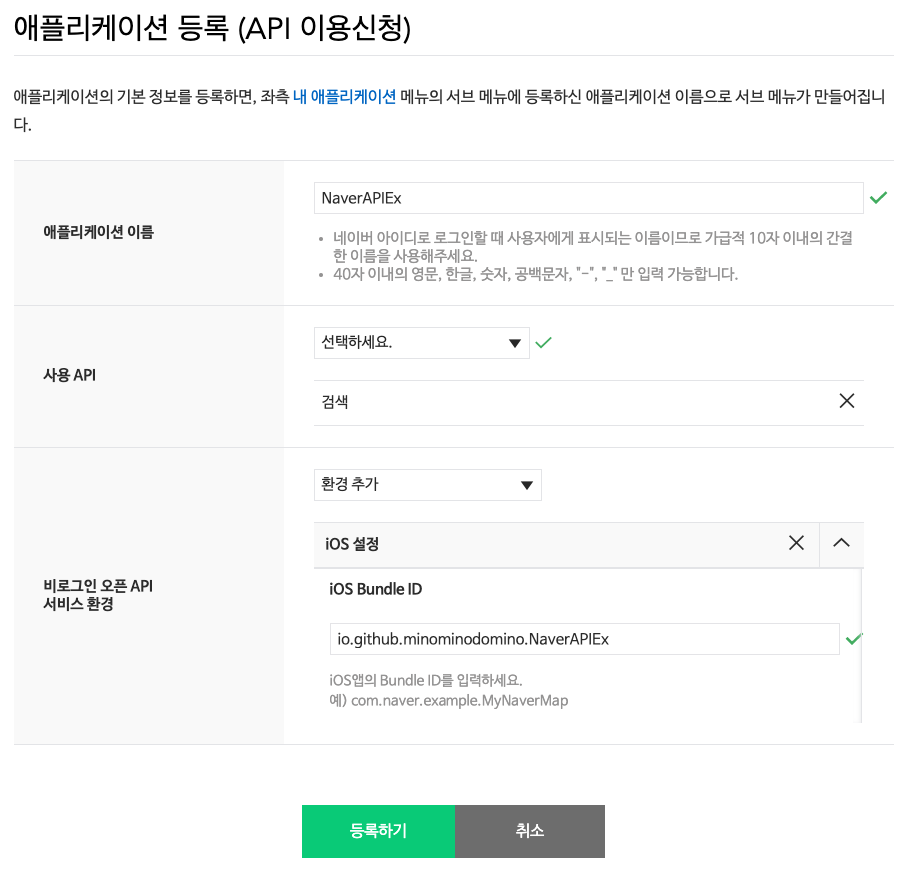 애플리케이션 등록 (API 이용신청)
애플리케이션의 기본 정보를 등록하면, 좌측 내 애플리케이션 메뉴의 서브 메뉴에 등록하신 애플리케이션 이름으로 서브 메뉴가 만들어집니
다.
애플리케이션 이름
NaverAPIEx
• 네이버 아이디로 로그인할 때 사용자에게 표시되는 이름이므로 가급적 10자 이내의 간결
한 이름을 사용해주세요.
• 40자 이내의 영문, 한글, 숫자, 공백문자, "-", "_" 만 입력 가능합니다.
사용 API
선택하세요.
검색
비로그인 오픈 API
서비스 환경
환경 추가
iOS 설정
iOS Bundle ID
io.github.minominodomino.NaverAPIEx
iOS앱의 Bundle ID를 입력하세요.
예) com.naver.example.MyNaverMap
등록하기
취소